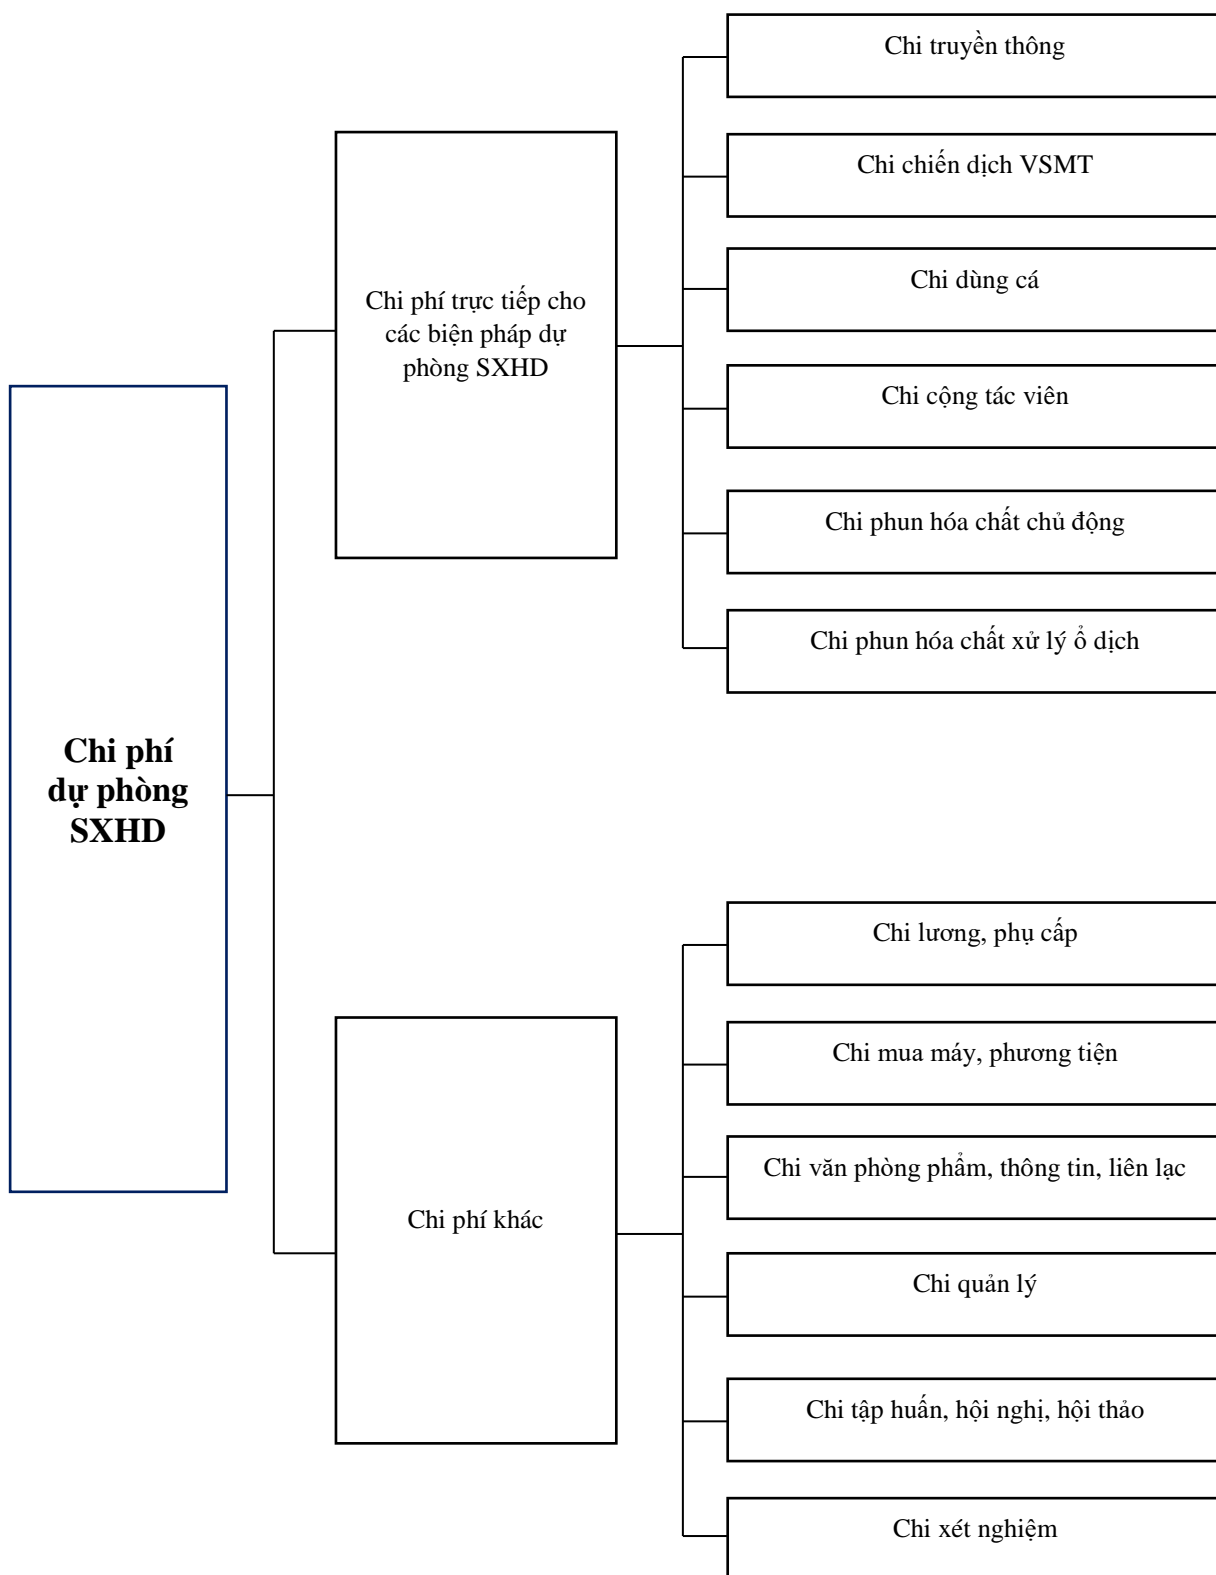 Chi phí
dự phòng
SXHD
Chi phí trực tiếp cho
các biện pháp dự
phòng SXHD
Chi truyền thông
Chi chiến dịch VSMT
Chi dùng cá
Chi cộng tác viên
Chi phun hóa chất chủ động
Chi phun hóa chất xử lý ổ dịch
Chi phí khác
Chi lương, phụ cấp
Chi mua máy, phương tiện
Chi văn phòng phẩm, thông tin, liên lạc
Chi quản lý
Chi tập huấn, hội nghị, hội thảo
Chi xét nghiệm